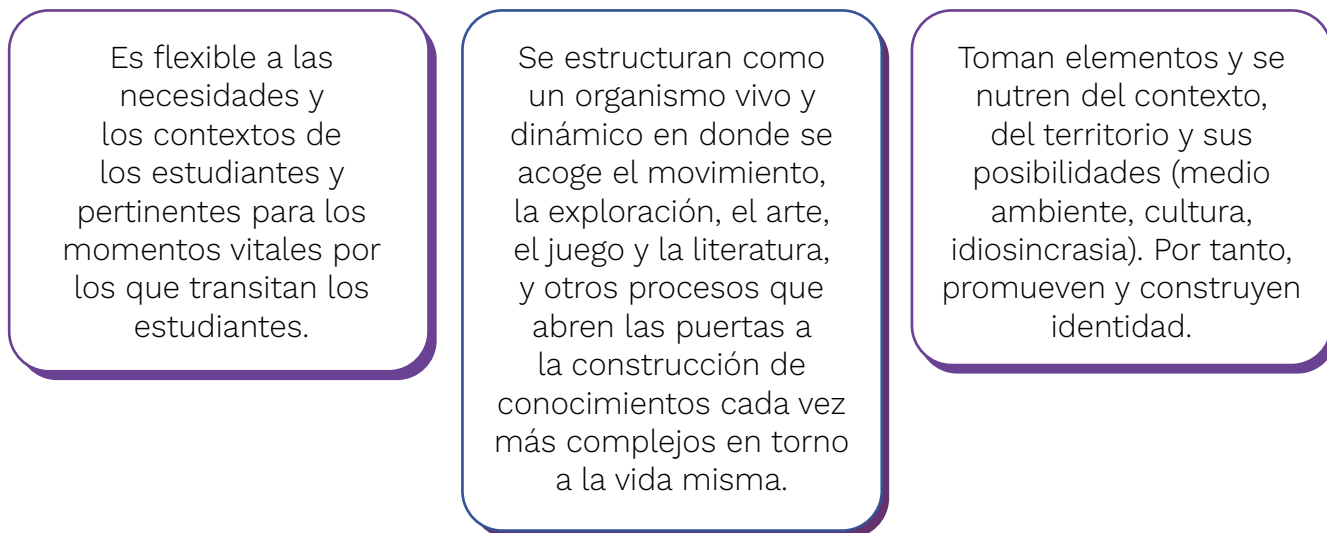 Es flexible a las
necesidades y
los contextos de
los estudiantes y
pertinentes para los
momentos vitales por
los que transitan los
estudiantes.
Se estructuran como
un organismo vivo y
dinámico en donde se
acoge el movimiento,
la exploración, el arte,
el juego y la literatura,
y otros procesos que
abren las puertas a
la construcción de
conocimientos cada vez
más complejos en torno
a la vida misma.
Toman elementos y se
nutren del contexto,
del territorio y sus
posibilidades (medio
ambiente, cultura,
idiosincrasia). Por tanto,
promueven y construyen
identidad.